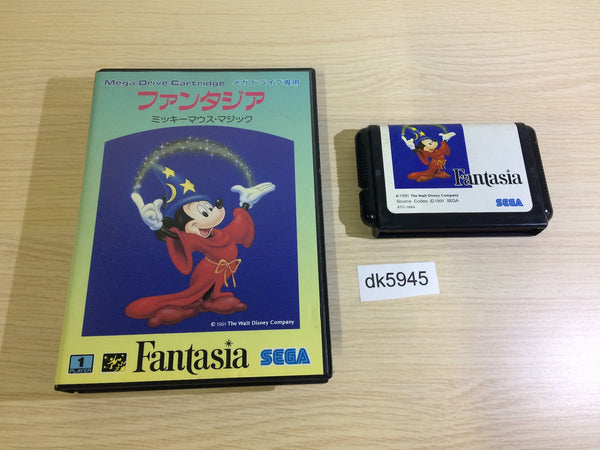 Mega Drive Cartridge メガドライブ専用
ファンタジア
ミッキーマウス・マジック
© 1991 The Walt Disney Company
1
PLAYER
Fantasia
SEGA
Fantasia
© 1991 The Walt Disney Company
Source Codes © 1991 SEGA
SEGA
dk5945